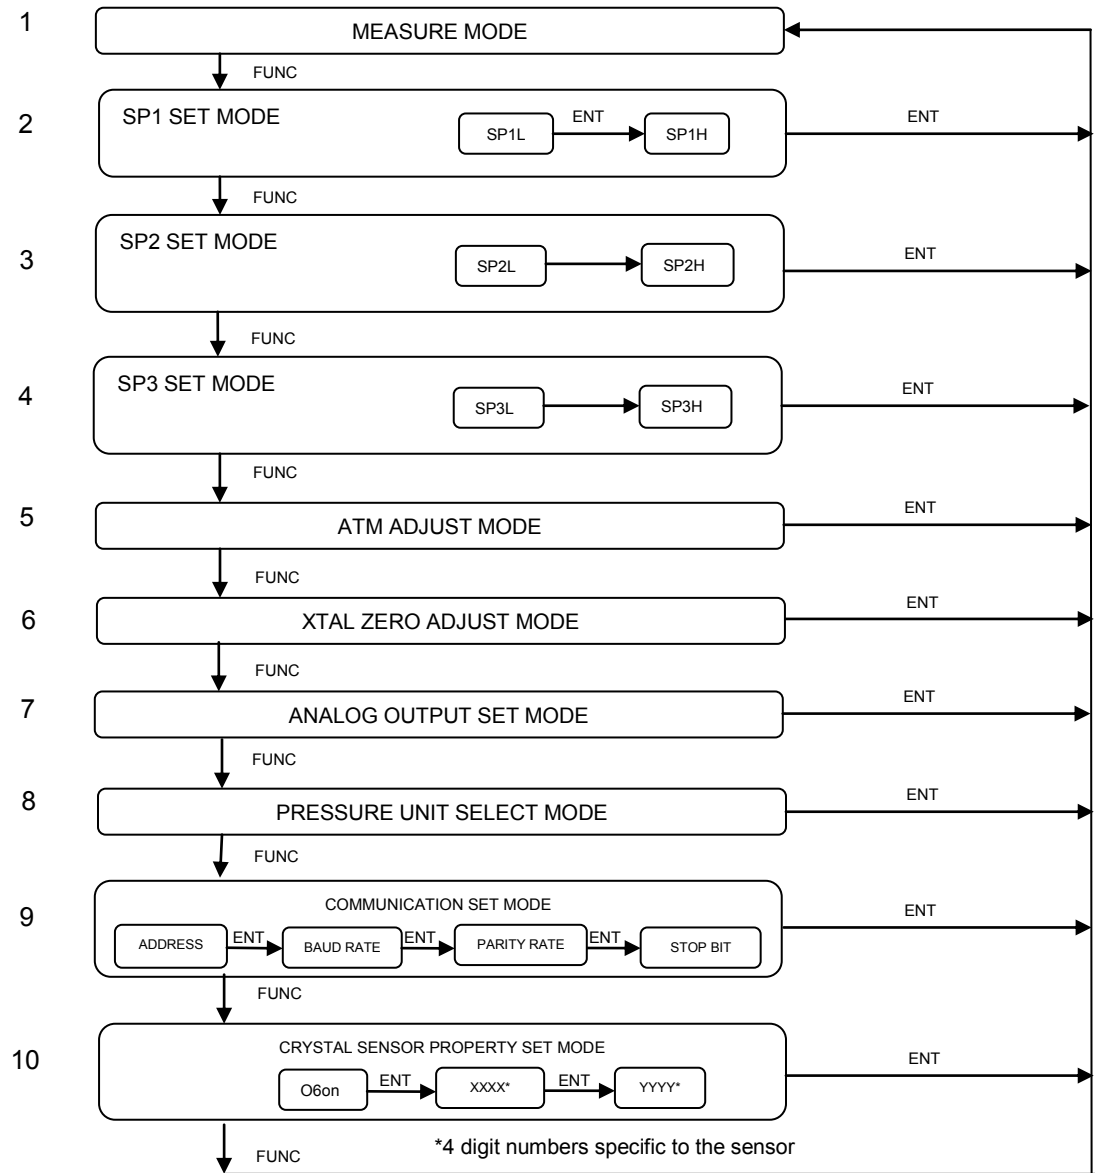 1
MEASURE MODE
FUNC
2
SP1 SET MODE
SP1L
ENT
SP1H
ENT
FUNC
3
SP2 SET MODE
SP2L
SP2H
ENT
FUNC
4
SP3 SET MODE
SP3L
SP3H
ENT
FUNC
5
ATM ADJUST MODE
ENT
FUNC
6
XTAL ZERO ADJUST MODE
ENT
FUNC
7
ANALOG OUTPUT SET MODE
ENT
FUNC
8
PRESSURE UNIT SELECT MODE
ENT
FUNC
9
COMMUNICATION SET MODE
ADDRESS
ENT
BAUD RATE
ENT
PARITY RATE
ENT
STOP BIT
ENT
FUNC
10
CRYSTAL SENSOR PROPERTY SET MODE
O6on
ENT
XXXX*
ENT
YYYY*
ENT
*4 digit numbers specific to the sensor
FUNC